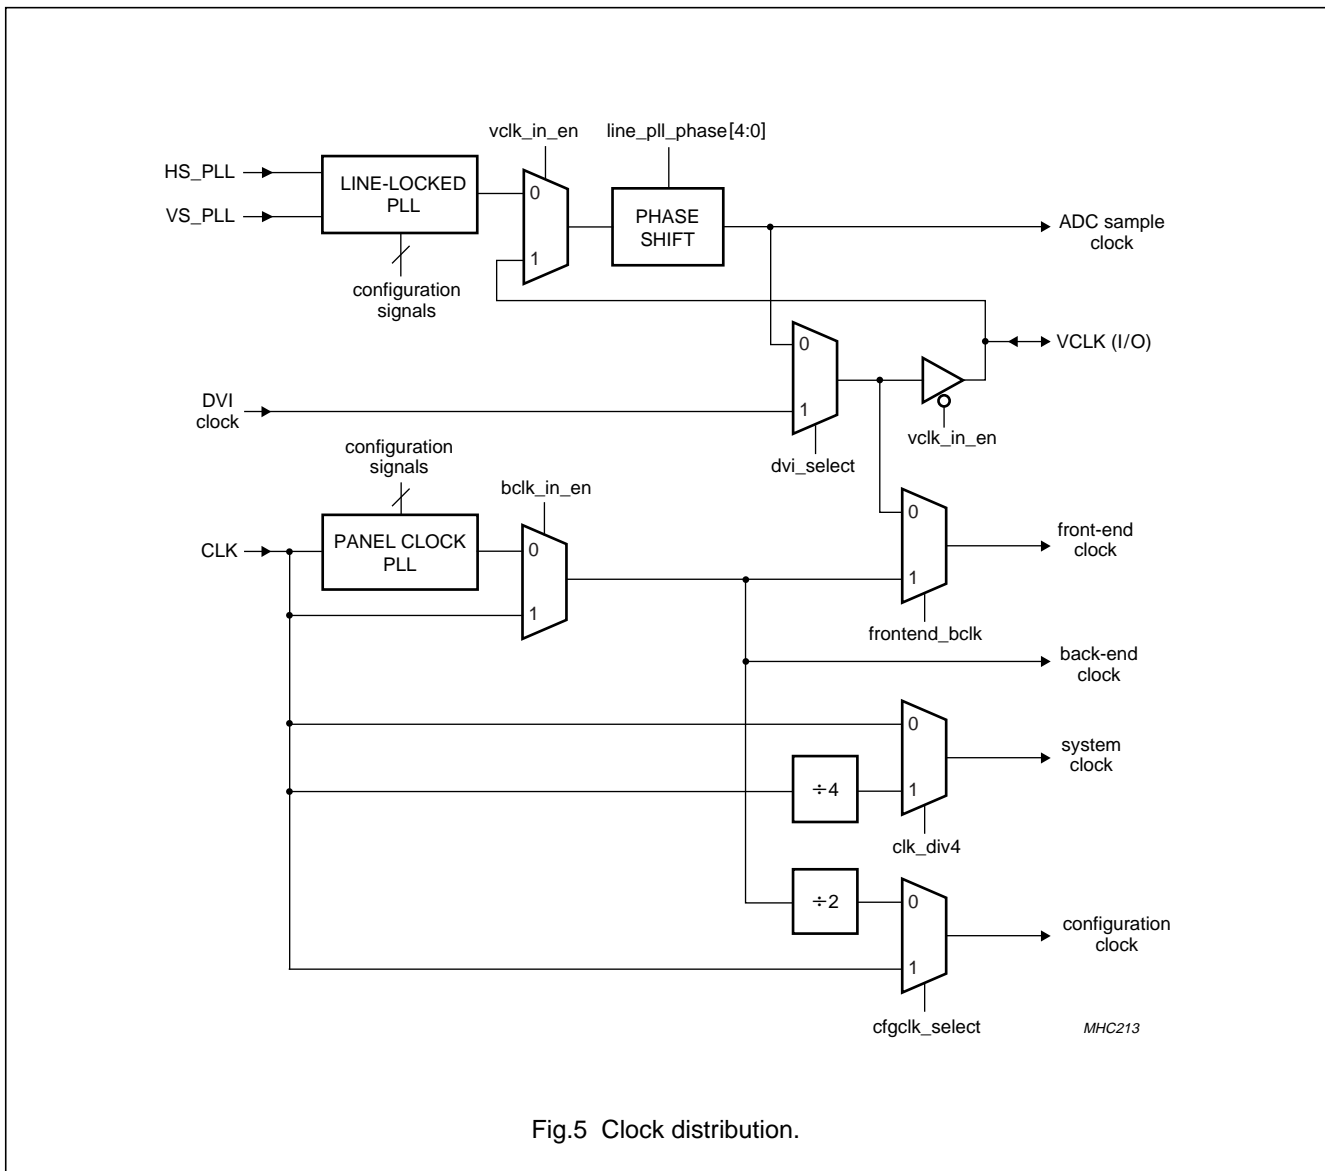 vclk_in_en
line_pll_phase[4:0]
HS_PLL
VS_PLL
LINE-LOCKED
PLL
0
1
PHASE
SHIFT
ADC sample
clock
configuration
signals
0
1
VCLK (I/O)
DVI
clock
dvi_select
vclk_in_en
configuration
signals
bclk_in_en
CLK
PANEL CLOCK
PLL
0
1
0
1
front-end
clock
frontend_bclk
back-end
clock
0
÷4
1
system
clock
clk_div4
÷2
0
1
configuration
clock
cfgclk_select
MHC213
Fig.5 Clock distribution.